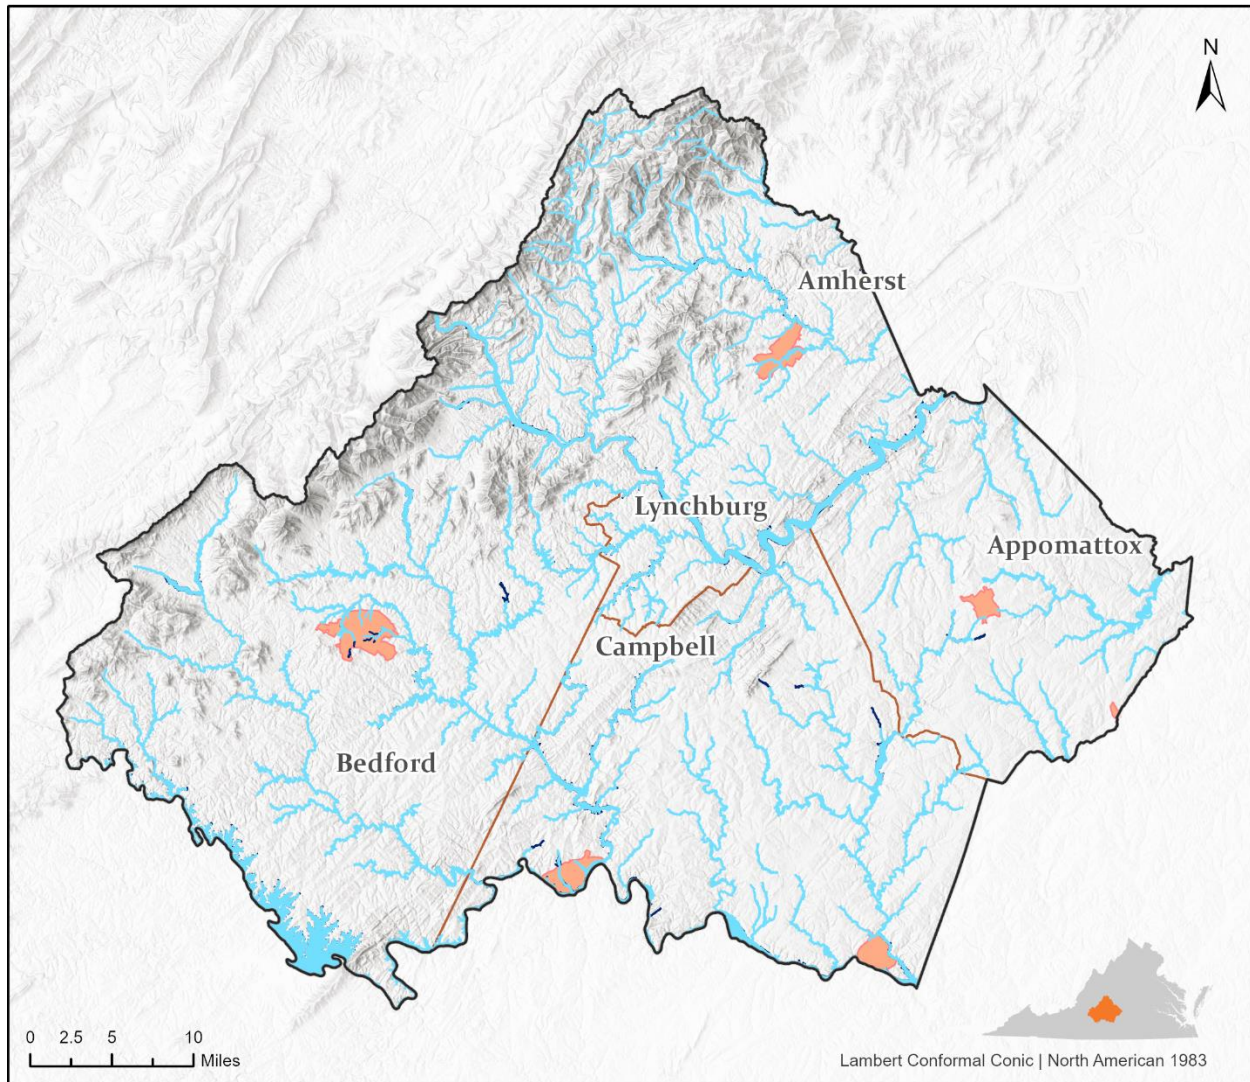 N
Amherst
Lynchburg
Appomattox
Campbell
Bedford
0 2.5 5 10
Miles
Lambert Conformal Conic | North American 1983